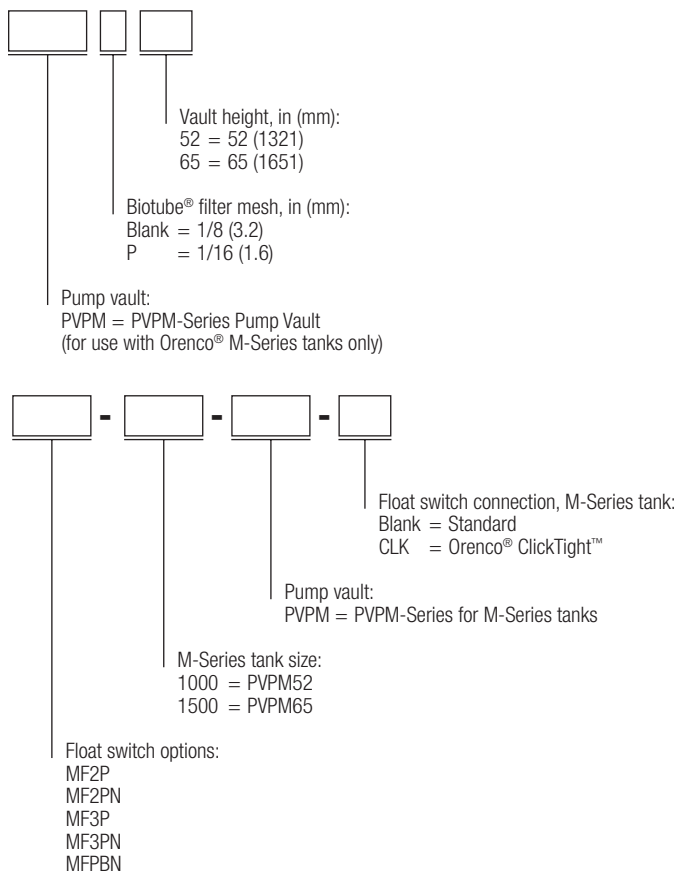 Vault height, in (mm):
52 = 52 (1321)
65 = 65 (1651)
Biotube® filter mesh, in (mm):
Blank = 1/8 (3.2)
P = 1/16 (1.6)
Pump vault:
PVPM = PVPM-Series Pump Vault
(for use with Orenco® M-Series tanks only)
- - -
Float switch connection, M-Series tank:
Blank = Standard
CLK = Orenco® ClickTight™
Pump vault:
PVPM = PVPM-Series for M-Series tanks
M-Series tank size:
1000 = PVPM52
1500 = PVPM65
Float switch options:
MF2P
MF2PN
MF3P
MF3PN
MFPBN